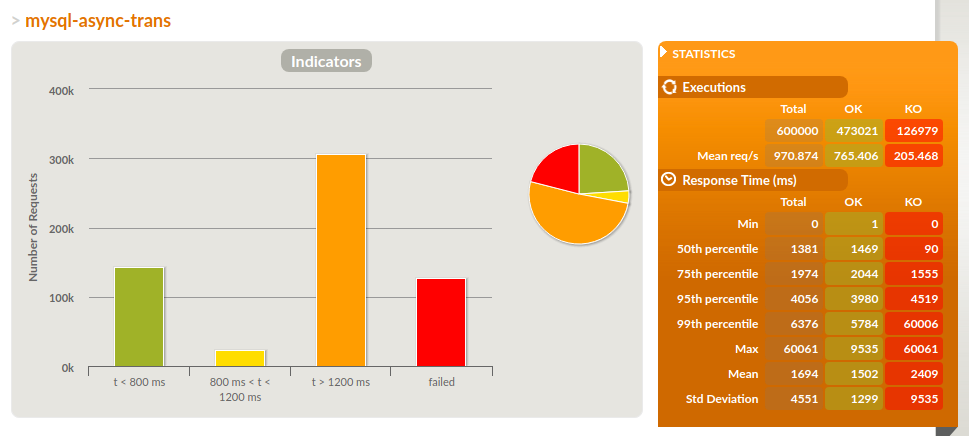 > mysql-async-trans
Indicators
Number of Requests
400k
300k
200k
100k
0k
t < 800 ms
800 ms < t <
1200 ms
t > 1200 ms
failed
STATISTICS
Executions
Total OK KO
600000 473021 126979
Mean req/s 970.874 765.406 205.468
Response Time (ms)
Total OK KO
Min 0 1 0
50th percentile 1381 1469 90
75th percentile 1974 2044 1555
95th percentile 4056 3980 4519
99th percentile 6376 5784 60006
Max 60061 9535 60061
Mean 1694 1502 2409
Std Deviation 4551 1299 9535